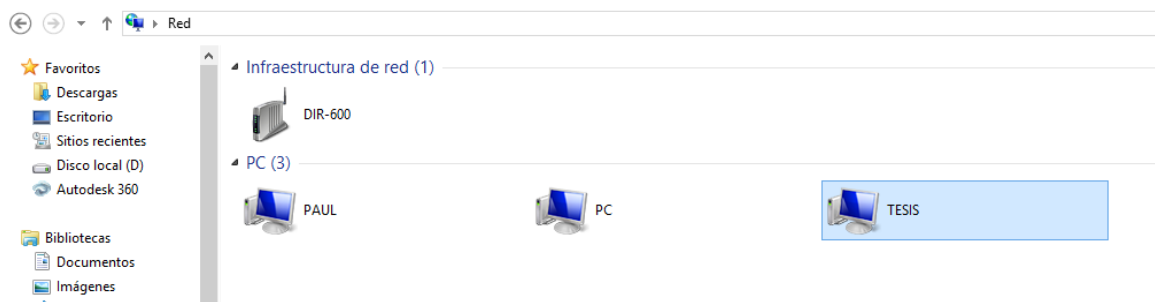 Red
Favoritos
Descargas
Escritorio
Sitios recientes
Disco local (D)
Autodesk 360
Bibliotecas
Documentos
Imágenes
Infraestructura de red (1)
DIR-600
PC (3)
PAUL
PC
TESIS